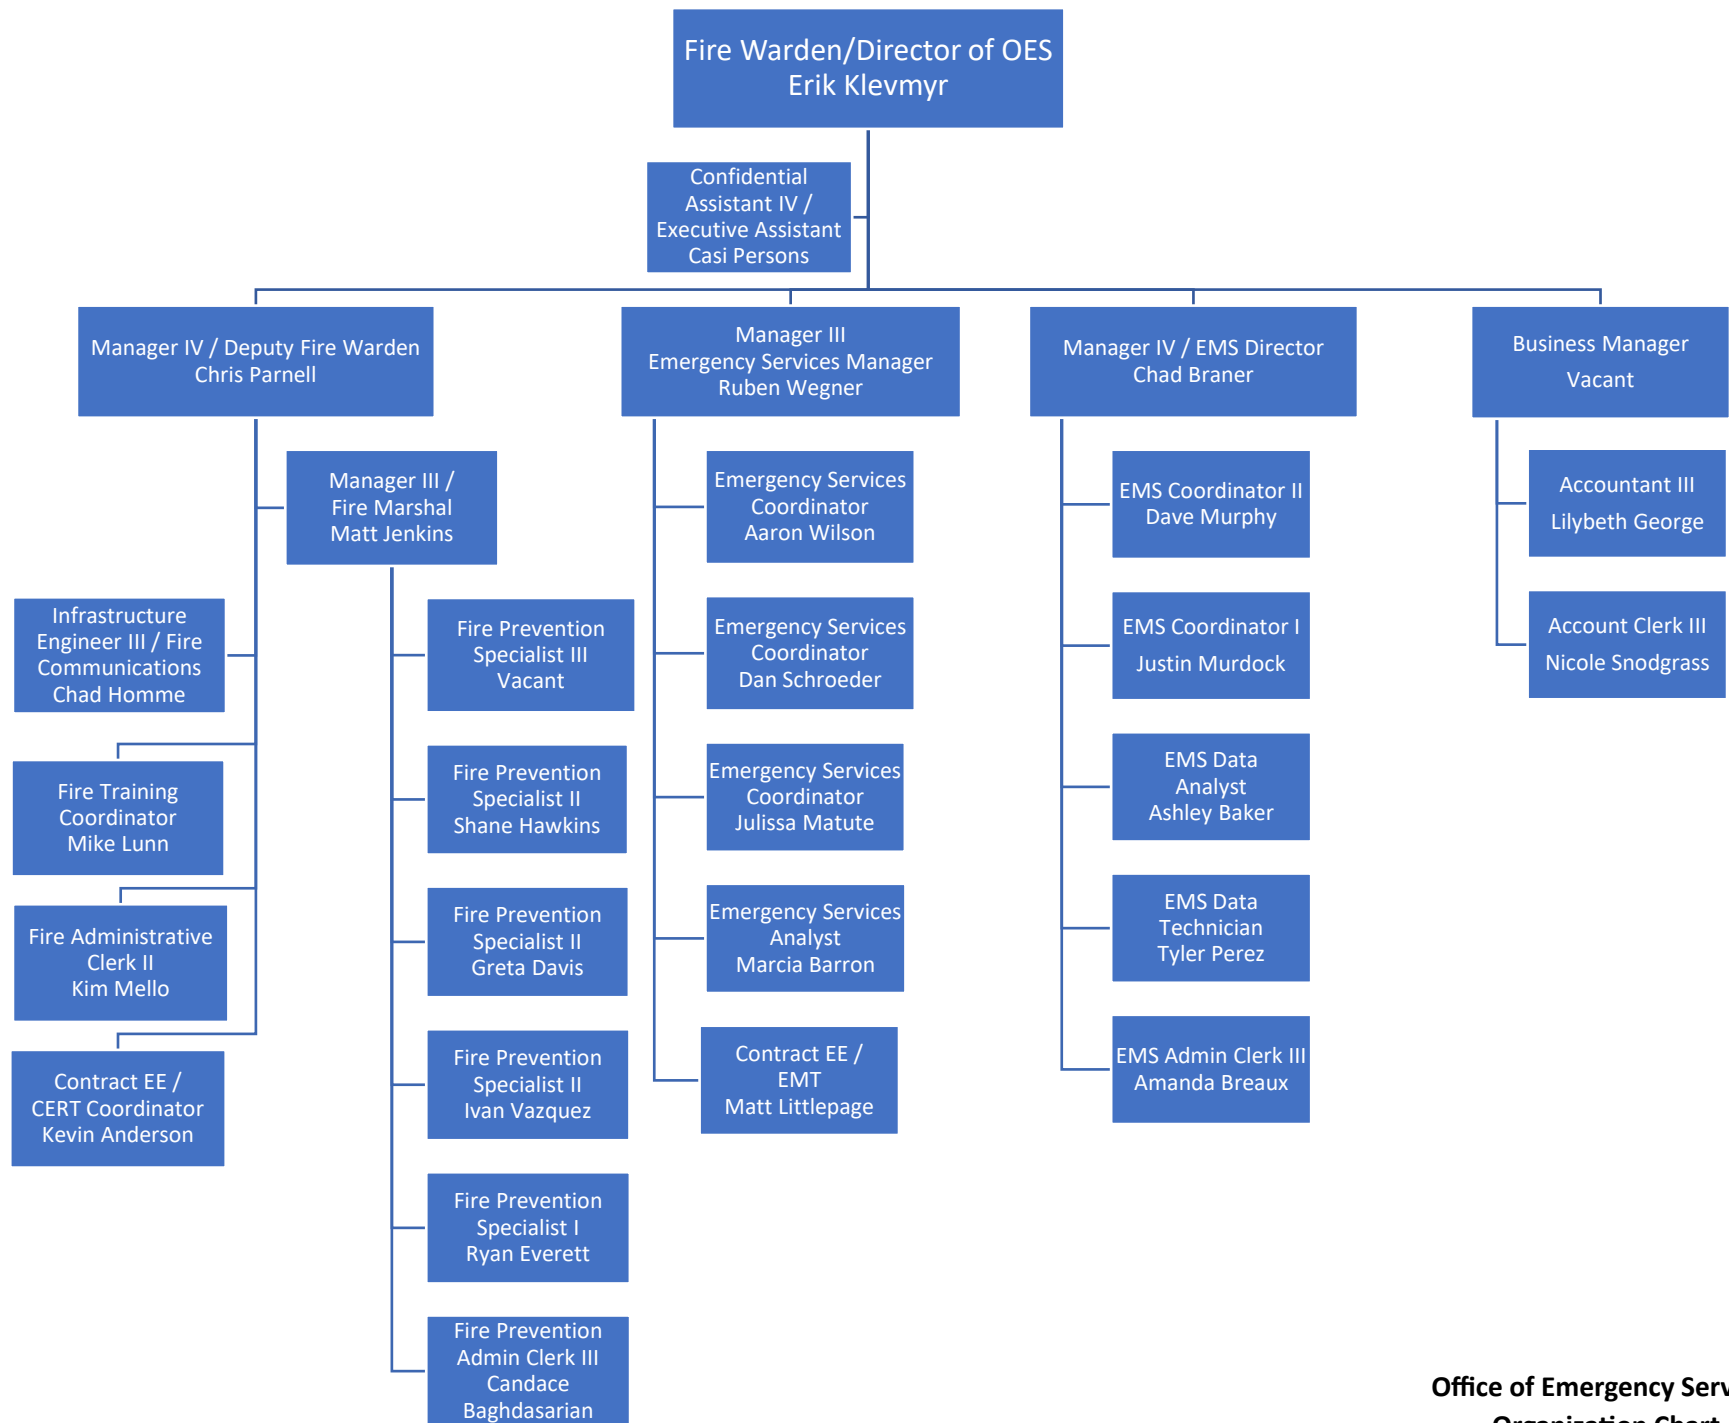 Fire Warden/Director of OES
Erik Klevmyr
Confidential
Assistant IV /
Executive Assistant
Casi Persons
Manager IV / Deputy Fire Warden
Chris Parnell
Manager III
Emergency Services Manager
Ruben Wegner
Manager IV / EMS Director
Chad Braner
Business Manager
Vacant
Manager III /
Fire Marshal
Matt Jenkins
Infrastructure
Engineer III / Fire
Communications
Chad Homme
Fire Training
Coordinator
Mike Lunn
Fire Administrative
Clerk II
Kim Mello
Contract EE /
CERT Coordinator
Kevin Anderson
Fire Prevention
Specialist III
Vacant
Fire Prevention
Specialist II
Shane Hawkins
Fire Prevention
Specialist II
Greta Davis
Fire Prevention
Specialist II
Ivan Vazquez
Fire Prevention
Specialist I
Ryan Everett
Fire Prevention
Admin Clerk III
Candace
Baghdasarian
Emergency Services
Coordinator
Aaron Wilson
Emergency Services
Coordinator
Dan Schroeder
Emergency Services
Coordinator
Julissa Matute
Emergency Services
Analyst
Marcia Barron
Contract EE /
EMT
Matt Littlepage
EMS Coordinator II
Dave Murphy
EMS Coordinator I
Justin Murdock
EMS Data
Analyst
Ashley Baker
EMS Data
Technician
Tyler Perez
EMS Admin Clerk III
Amanda Breaux
Accountant III
Lilybeth George
Account Clerk III
Nicole Snodgrass
Office of Emergency Serv
Organization Chart